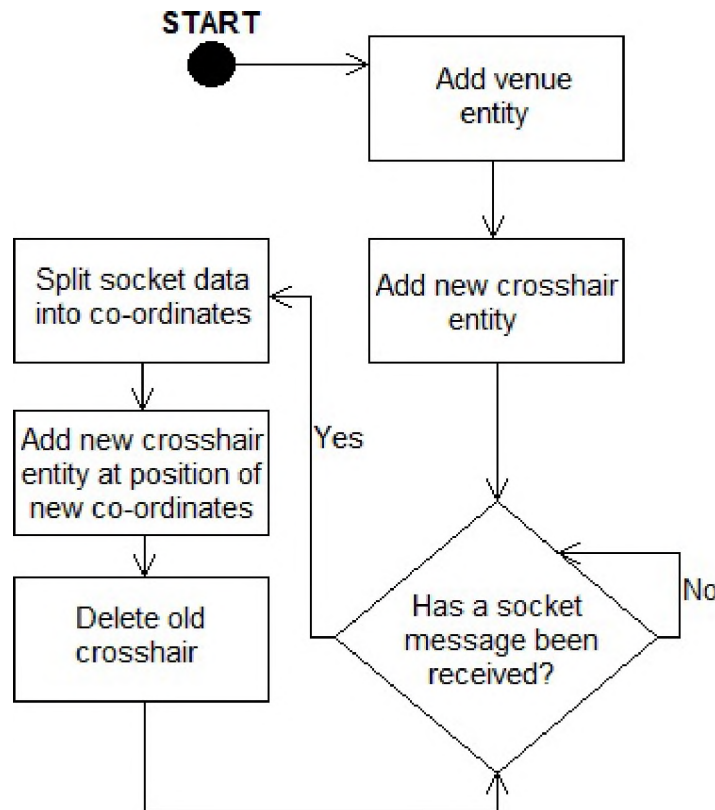 START
Add venue
entity
Add new crosshair
entity
Has a socket
message been
received?
No
Yes
Split socket data
into co-ordinates
Add new crosshair
entity at position of
new co-ordinates
Delete old
crosshair